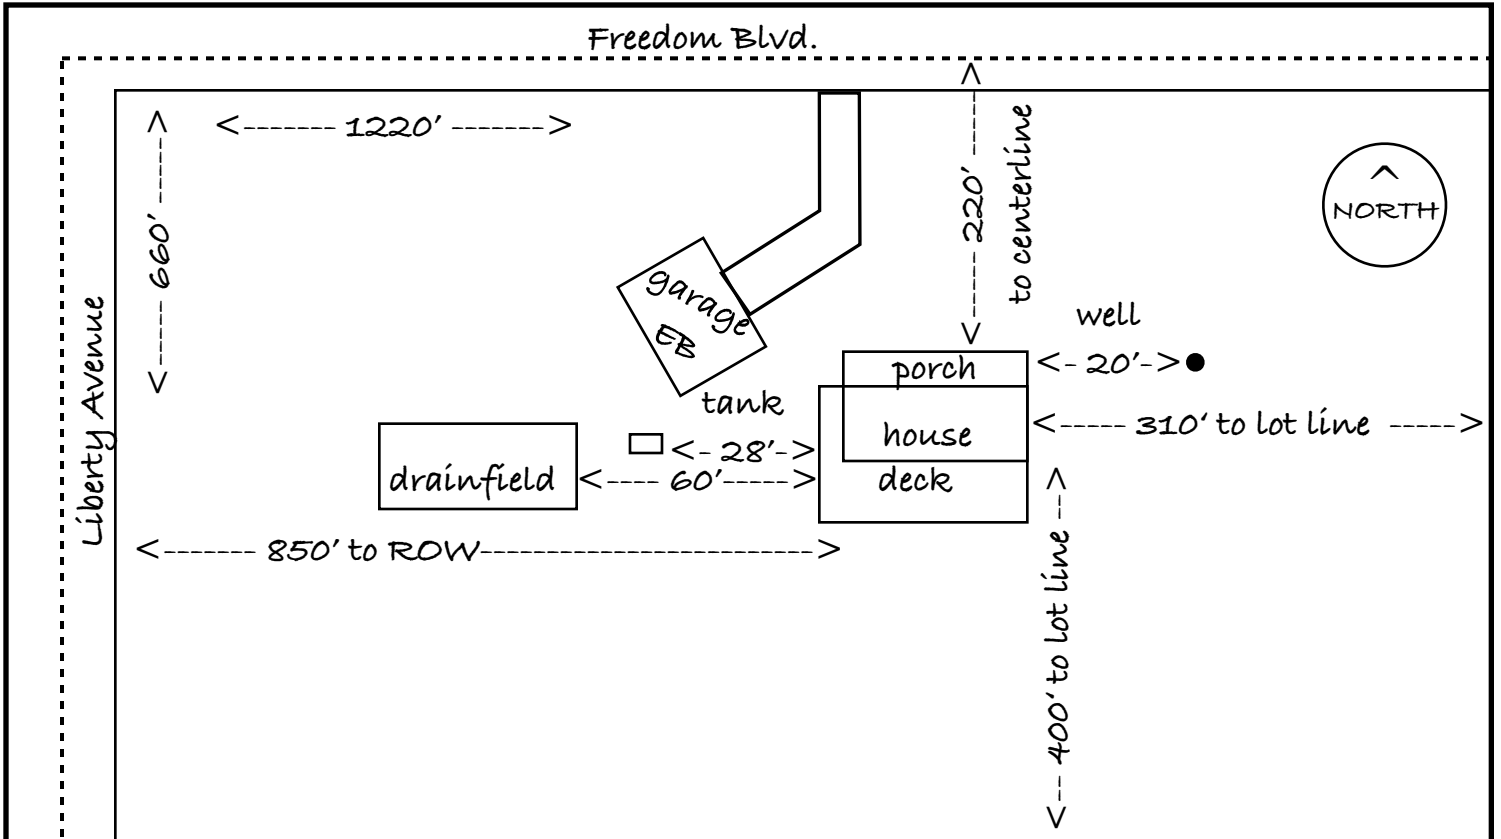 Freedom Blvd.
1220'
660'
220'
to centerline
NORTH
Liberty Avenue
garage
EB
well
20'
porch
tank
310' to lot line
house
28'
drainfield
60'
deck
850' to ROW
400' to lot line